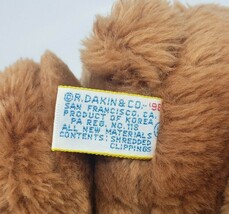 ©R. DAKIN & CO.
SAN FRANCISCO, CA.
PRODUCT OF KOREA
PA REG. NO. 118
ALL NEW MATERIALS
CONTENTS: SHREDDED
CLIPPINGS